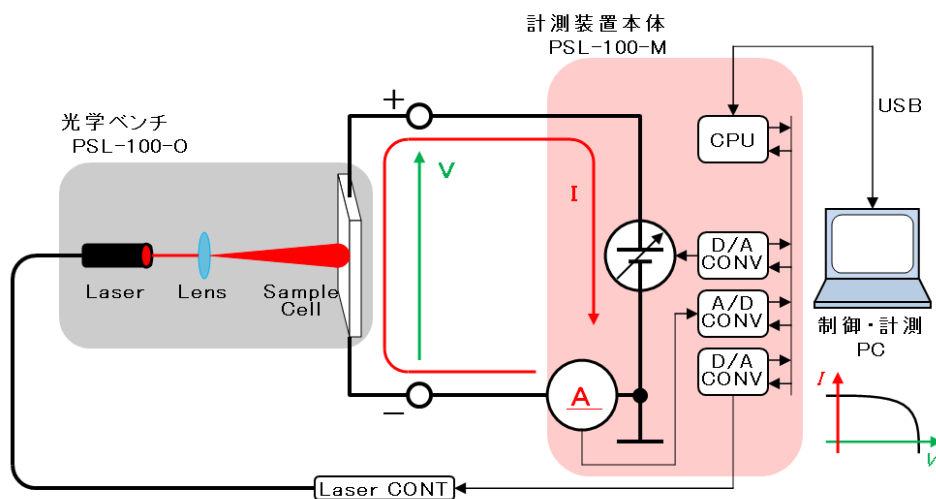 計測装置本体
PSL-100-M
光学ベンチ
PSL-100-O
+
V
I
USB
CPU
D/A
CONV
A/D
CONV
D/A
CONV
Laser
Lens
Sample
Cell
制御・計測
PC
−
A
I
V
Laser CONT